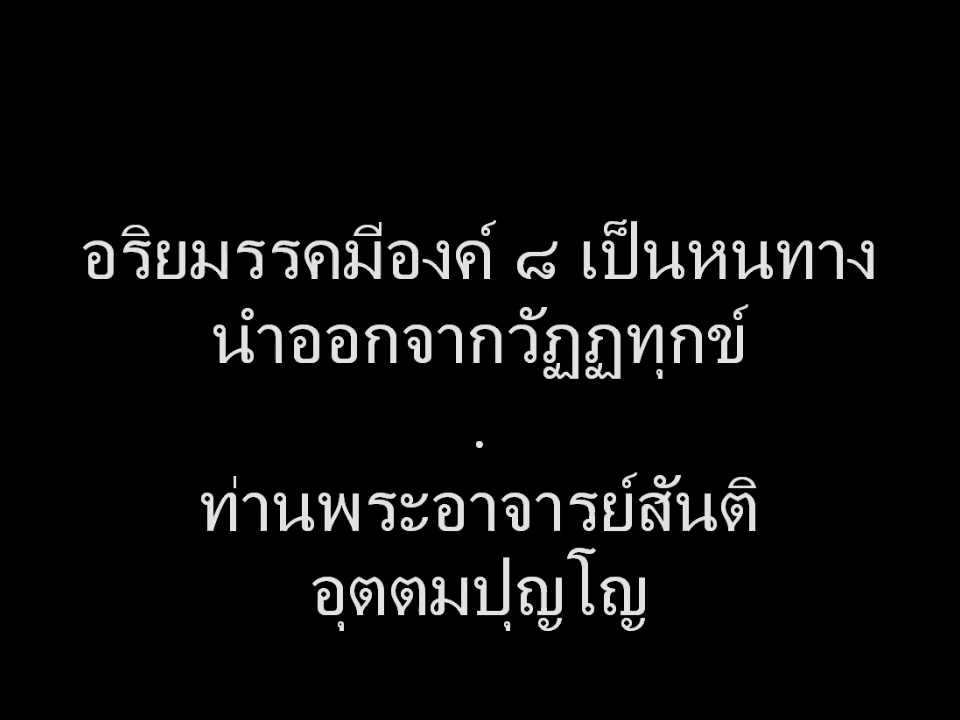 อริยมรรคมีองค์ ๘ เป็นหนทาง
นำออกจากวัฏฏทุกข์
.
ท่านพระอาจารย์สันติ
อุตตมปุญโญ